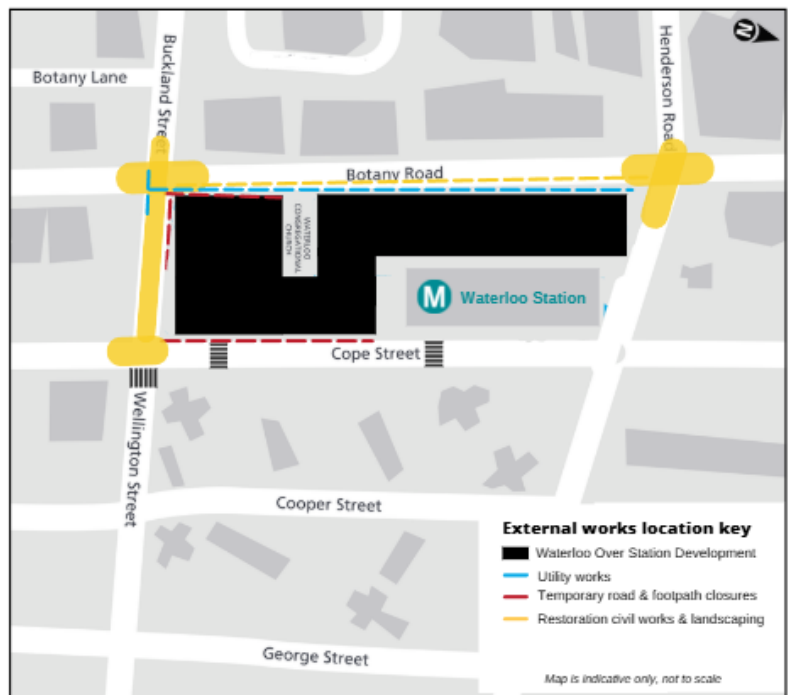 N
Buckland Street
Henderson Road
Botany Lane
Botany Road
WATERLOO
CONGREGATIONAL
CHURCH
M
Waterloo Station
Cope Street
Wellington Street
Cooper Street
External works location key
Waterloo Over Station Development
Utility works
Temporary road & footpath closures
Restoration civil works & landscaping
George Street
Map is indicative only, not to scale